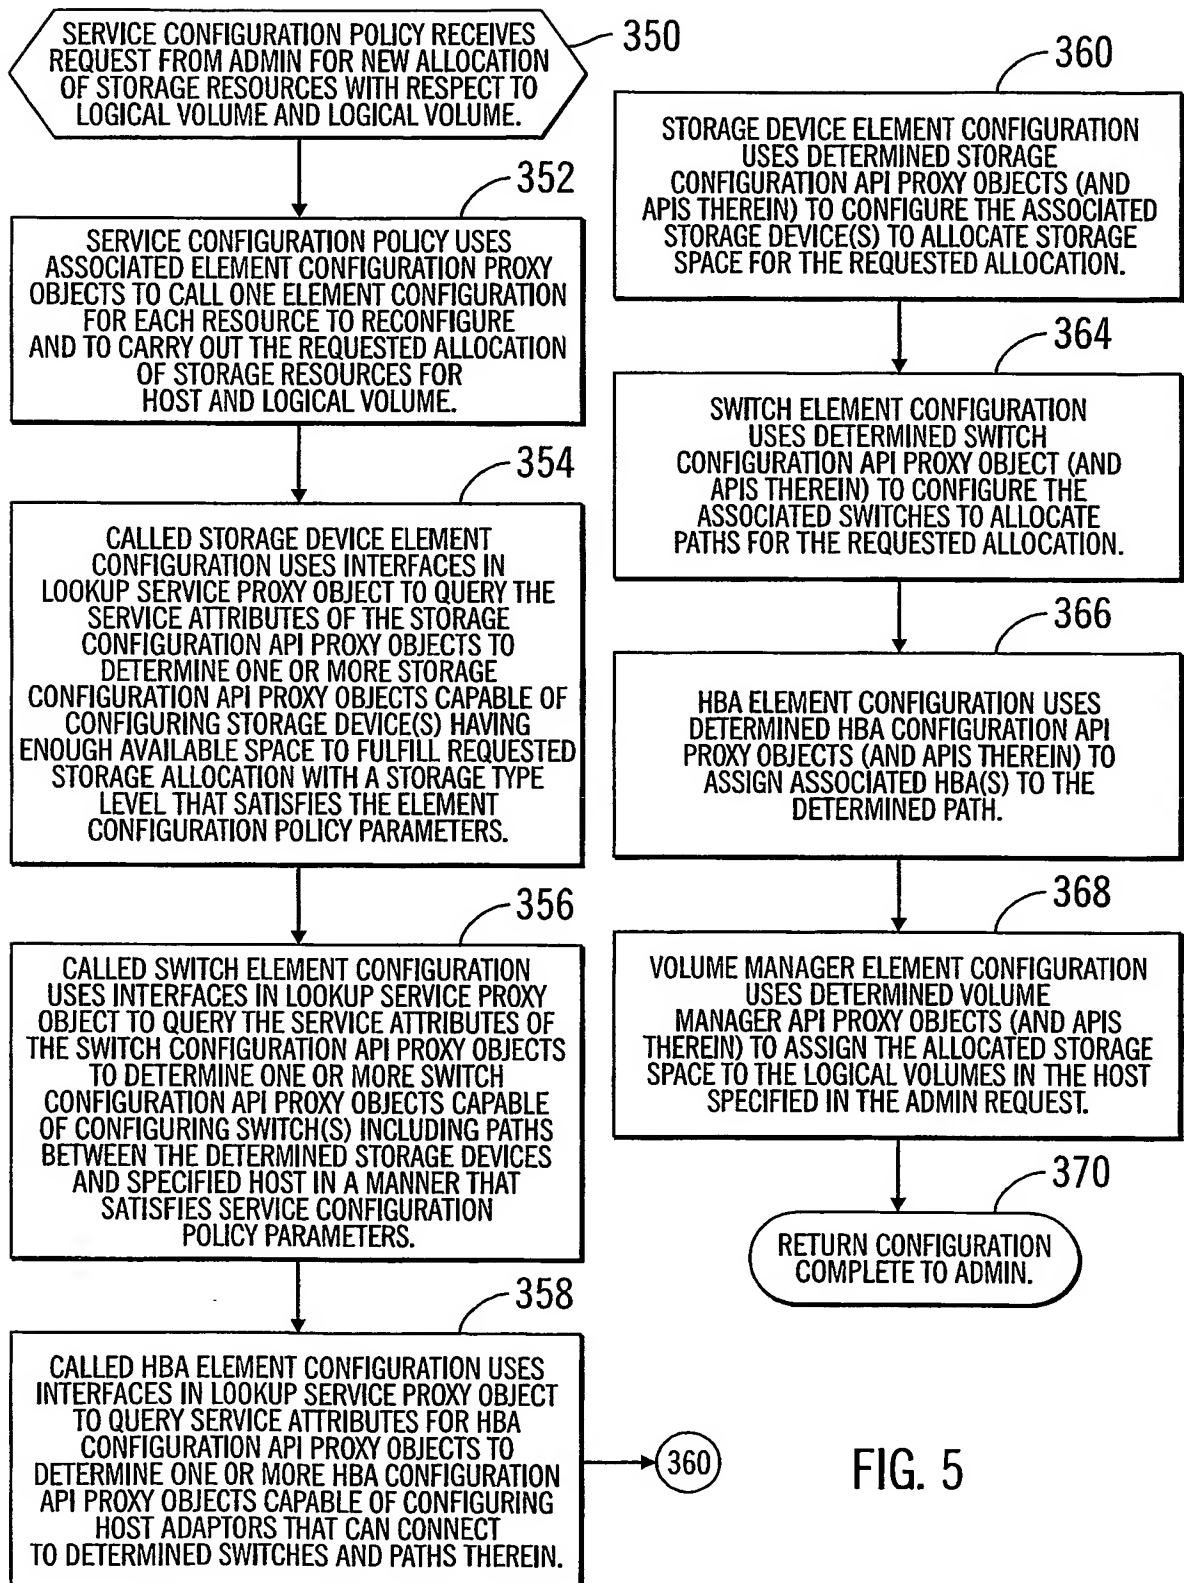 SERVICE CONFIGURATION POLICY RECEIVES
REQUEST FROM ADMIN FOR NEW ALLOCATION
OF STORAGE RESOURCES WITH RESPECT TO
LOGICAL VOLUME AND LOGICAL VOLUME.
350
352
SERVICE CONFIGURATION POLICY USES
ASSOCIATED ELEMENT CONFIGURATION PROXY
OBJECTS TO CALL ONE ELEMENT CONFIGURATION
FOR EACH RESOURCE TO RECONFIGURE
AND TO CARRY OUT THE REQUESTED ALLOCATION
OF STORAGE RESOURCES FOR
HOST AND LOGICAL VOLUME.
354
CALLED STORAGE DEVICE ELEMENT
CONFIGURATION USES INTERFACES IN
LOOKUP SERVICE PROXY OBJECT TO QUERY THE
SERVICE ATTRIBUTES OF THE STORAGE
CONFIGURATION API PROXY OBJECTS TO
DETERMINE ONE OR MORE STORAGE
CONFIGURATION API PROXY OBJECTS CAPABLE OF
CONFIGURING STORAGE DEVICE(S) HAVING
ENOUGH AVAILABLE SPACE TO FULFILL REQUESTED
STORAGE ALLOCATION WITH A STORAGE TYPE
LEVEL THAT SATISFIES THE ELEMENT
CONFIGURATION POLICY PARAMETERS.
356
CALLED SWITCH ELEMENT CONFIGURATION
USES INTERFACES IN LOOKUP SERVICE PROXY
OBJECT TO QUERY THE SERVICE ATTRIBUTES OF
THE SWITCH CONFIGURATION API PROXY OBJECTS
TO DETERMINE ONE OR MORE SWITCH
CONFIGURATION API PROXY OBJECTS CAPABLE
OF CONFIGURING SWITCH(S) INCLUDING PATHS
BETWEEN THE DETERMINED STORAGE DEVICES
AND SPECIFIED HOST IN A MANNER THAT
SATISFIES SERVICE CONFIGURATION
POLICY PARAMETERS.
358
CALLED HBA ELEMENT CONFIGURATION USES
INTERFACES IN LOOKUP SERVICE PROXY OBJECT
TO QUERY SERVICE ATTRIBUTES FOR HBA
CONFIGURATION API PROXY OBJECTS TO
DETERMINE ONE OR MORE HBA CONFIGURATION
API PROXY OBJECTS CAPABLE OF CONFIGURING
HOST ADAPTORS THAT CAN CONNECT
TO DETERMINED SWITCHES AND PATHS THEREIN.
360
360
STORAGE DEVICE ELEMENT CONFIGURATION
USES DETERMINED STORAGE
CONFIGURATION API PROXY OBJECTS (AND
APIS THEREIN) TO CONFIGURE THE ASSOCIATED
STORAGE DEVICE(S) TO ALLOCATE STORAGE
SPACE FOR THE REQUESTED ALLOCATION.
364
SWITCH ELEMENT CONFIGURATION
USES DETERMINED SWITCH
CONFIGURATION API PROXY OBJECT (AND
APIS THEREIN) TO CONFIGURE THE
ASSOCIATED SWITCHES TO ALLOCATE
PATHS FOR THE REQUESTED ALLOCATION.
366
HBA ELEMENT CONFIGURATION USES
DETERMINED HBA CONFIGURATION API
PROXY OBJECTS (AND APIS THEREIN) TO
ASSIGN ASSOCIATED HBA(S) TO THE
DETERMINED PATH.
368
VOLUME MANAGER ELEMENT CONFIGURATION
USES DETERMINED VOLUME
MANAGER API PROXY OBJECTS (AND APIS
THEREIN) TO ASSIGN THE ALLOCATED STORAGE
SPACE TO THE LOGICAL VOLUMES IN THE HOST
SPECIFIED IN THE ADMIN REQUEST.
370
RETURN CONFIGURATION
COMPLETE TO ADMIN.
FIG. 5